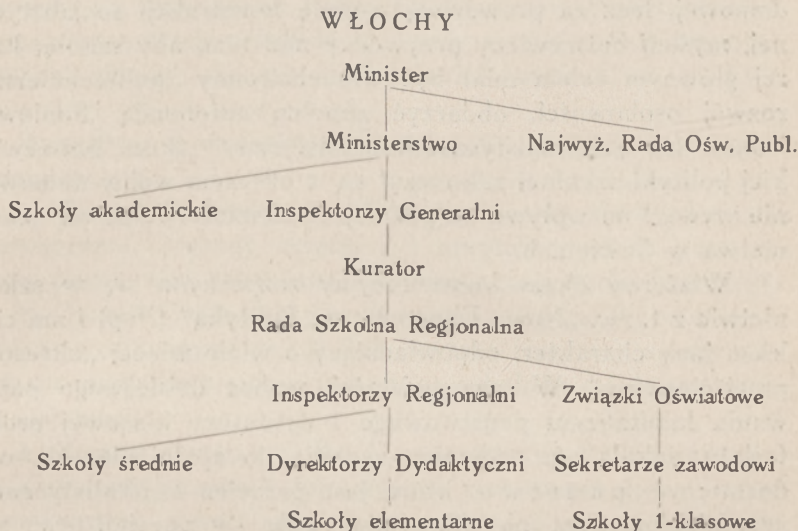 WŁOCHY
Minister
Ministerstwo Najwyż. Rada Ośw. Publ.
Szkoły akademickie Inspektorzy Generalni
Kurator
Rada Szkolna Regjonalna
Inspektorzy Regjonalni Związki Oświatowe
Szkoły średnie Dyrektorzy Dydaktyczni Sekretarze zawodowi
Szkoły elementarne Szkoły 1-klasowe